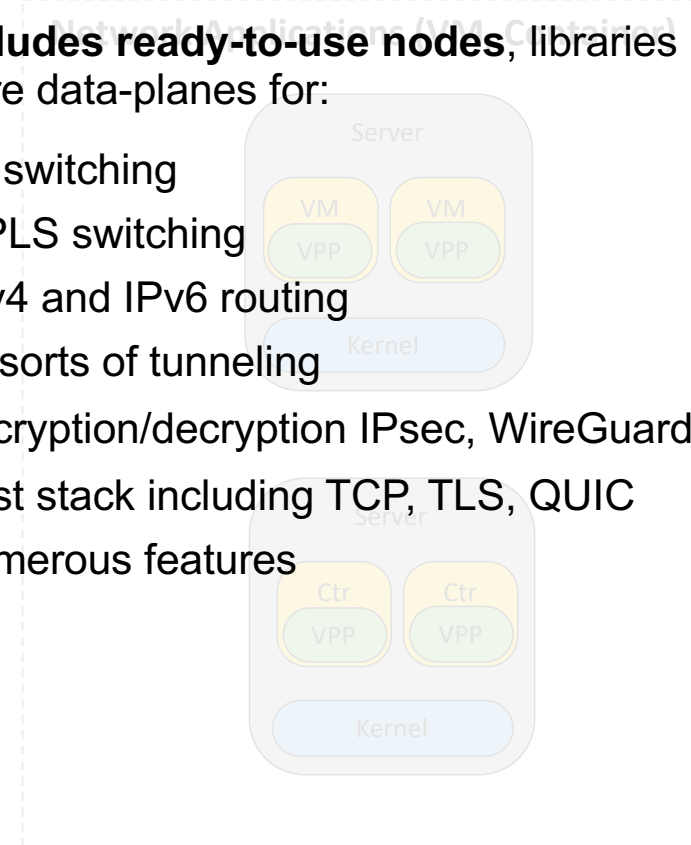 Network Applications (VM, Container)
ludes ready-to-use nodes, libraries
re data-planes for:
Server
switching
VM VM
PLS switching
VPP VPP
v4 and IPv6 routing
Kernel
sorts of tunneling
cryption/decryption IPsec, WireGuard
st stack including TCP, TLS, QUIC
Server
merous features
Ctr Ctr
VPP VPP
Kernel